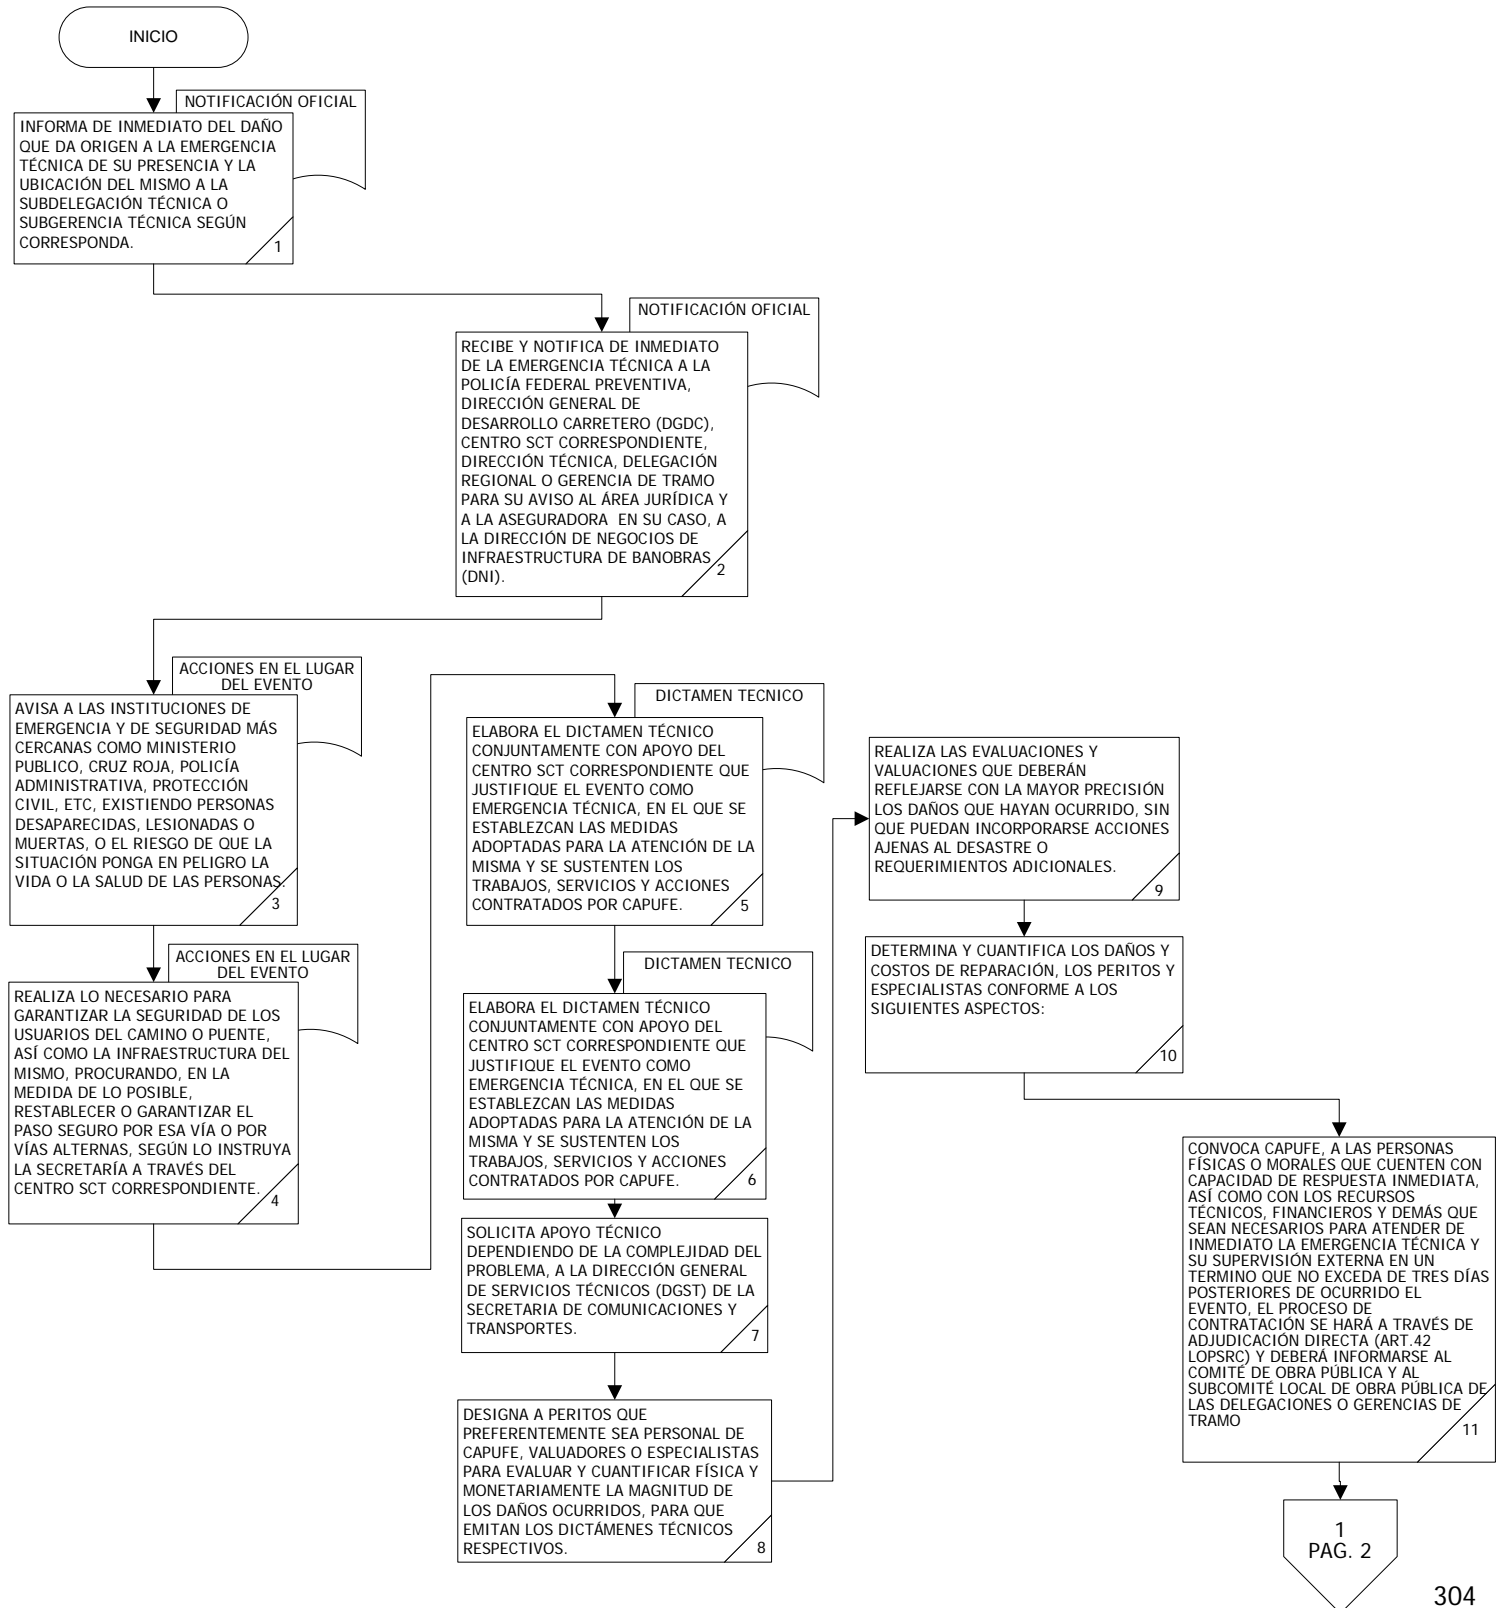 INICIO
NOTIFICACIÓN OFICIAL
INFORMA DE INMEDIATO DEL DAÑO
QUE DA ORIGEN A LA EMERGENCIA
TÉCNICA DE SU PRESENCIA Y LA
UBICACIÓN DEL MISMO A LA
SUBDELEGACIÓN TÉCNICA O
SUBGERENCIA TÉCNICA SEGÚN
CORRESPONDA.
1
NOTIFICACIÓN OFICIAL
RECIBE Y NOTIFICA DE INMEDIATO
DE LA EMERGENCIA TÉCNICA A LA
POLICÍA FEDERAL PREVENTIVA,
DIRECCIÓN GENERAL DE
DESARROLLO CARRETERO (DGDC),
CENTRO SCT CORRESPONDIENTE,
DIRECCIÓN TÉCNICA, DELEGACIÓN
REGIONAL O GERENCIA DE TRAMO
PARA SU AVISO AL ÁREA JURÍDICA Y
A LA ASEGURADORA EN SU CASO, A
LA DIRECCIÓN DE NEGOCIOS DE
INFRAESTRUCTURA DE BANOBRAS
(DNI).
2
ACCIONES EN EL LUGAR
DEL EVENTO
AVISA A LAS INSTITUCIONES DE
EMERGENCIA Y DE SEGURIDAD MÁS
CERCANAS COMO MINISTERIO
PUBLICO, CRUZ ROJA, POLICÍA
ADMINISTRATIVA, PROTECCIÓN
CIVIL, ETC, EXISTIENDO PERSONAS
DESAPARECIDAS, LESIONADAS O
MUERTAS, O EL RIESGO DE QUE LA
SITUACIÓN PONGA EN PELIGRO LA
VIDA O LA SALUD DE LAS PERSONAS.
3
ACCIONES EN EL LUGAR
DEL EVENTO
REALIZA LO NECESARIO PARA
GARANTIZAR LA SEGURIDAD DE LOS
USUARIOS DEL CAMINO O PUENTE,
ASÍ COMO LA INFRAESTRUCTURA DEL
MISMO, PROCURANDO, EN LA
MEDIDA DE LO POSIBLE,
RESTABLECER O GARANTIZAR EL
PASO SEGURO POR ESA VÍA O POR
VÍAS ALTERNAS, SEGÚN LO INSTRUYA
LA SECRETARÍA A TRAVÉS DEL
CENTRO SCT CORRESPONDIENTE.
4
DICTAMEN TECNICO
ELABORA EL DICTAMEN TÉCNICO
CONJUNTAMENTE CON APOYO DEL
CENTRO SCT CORRESPONDIENTE QUE
JUSTIFIQUE EL EVENTO COMO
EMERGENCIA TÉCNICA, EN EL QUE SE
ESTABLEZCAN LAS MEDIDAS
ADOPTADAS PARA LA ATENCIÓN DE LA
MISMA Y SE SUSTENTEN LOS
TRABAJOS, SERVICIOS Y ACCIONES
CONTRATADOS POR CAPUFE.
5
DICTAMEN TECNICO
ELABORA EL DICTAMEN TÉCNICO
CONJUNTAMENTE CON APOYO DEL
CENTRO SCT CORRESPONDIENTE QUE
JUSTIFIQUE EL EVENTO COMO
EMERGENCIA TÉCNICA, EN EL QUE SE
ESTABLEZCAN LAS MEDIDAS
ADOPTADAS PARA LA ATENCIÓN DE LA
MISMA Y SE SUSTENTEN LOS
TRABAJOS, SERVICIOS Y ACCIONES
CONTRATADOS POR CAPUFE.
6
SOLICITA APOYO TÉCNICO
DEPENDIENDO DE LA COMPLEJIDAD DEL
PROBLEMA, A LA DIRECCIÓN GENERAL
DE SERVICIOS TÉCNICOS (DGST) DE LA
SECRETARIA DE COMUNICACIONES Y
TRANSPORTES.
7
DESIGNA A PERITOS QUE
PREFERENTEMENTE SEA PERSONAL DE
CAPUFE, VALUADORES O ESPECIALISTAS
PARA EVALUAR Y CUANTIFICAR FÍSICA Y
MONETARIAMENTE LA MAGNITUD DE
LOS DAÑOS OCURRIDOS, PARA QUE
EMITAN LOS DICTÁMENES TÉCNICOS
RESPECTIVOS.
8
REALIZA LAS EVALUACIONES Y
VALUACIONES QUE DEBERÁN
REFLEJARSE CON LA MAYOR PRECISIÓN
LOS DAÑOS QUE HAYAN OCURRIDO, SIN
QUE PUEDAN INCORPORARSE ACCIONES
AJENAS AL DESASTRE O
REQUERIMIENTOS ADICIONALES.
9
DETERMINA Y CUANTIFICA LOS DAÑOS Y
COSTOS DE REPARACIÓN, LOS PERITOS Y
ESPECIALISTAS CONFORME A LOS
SIGUIENTES ASPECTOS:
10
CONVOCA CAPUFE, A LAS PERSONAS
FÍSICAS O MORALES QUE CUENTEN CON
CAPACIDAD DE RESPUESTA INMEDIATA,
ASÍ COMO CON LOS RECURSOS
TÉCNICOS, FINANCIEROS Y DEMÁS QUE
SEAN NECESARIOS PARA ATENDER DE
INMEDIATO LA EMERGENCIA TÉCNICA Y
SU SUPERVISIÓN EXTERNA EN UN
TERMINO QUE NO EXCEDA DE TRES DÍAS
POSTERIORES DE OCURRIDO EL
EVENTO, EL PROCESO DE
CONTRATACIÓN SE HARÁ A TRAVÉS DE
ADJUDICACIÓN DIRECTA (ART.42
LOPSRC) Y DEBERÁ INFORMARSE AL
COMITÉ DE OBRA PÚBLICA Y AL
SUBCOMITÉ LOCAL DE OBRA PÚBLICA DE
LAS DELEGACIONES O GERENCIAS DE
TRAMO
11
1
PAG. 2
304